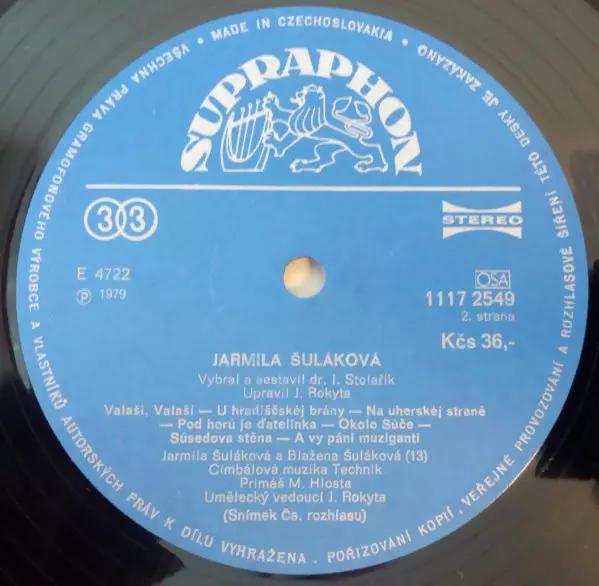 VŠECHNA PRÁVA GRAMOFONOVÉHO VÝROBCE A VLASTNÍKŮ AUTORSKÝCH PRÁV K DÍLU VYHRAŽENA. POŘIZOVÁNÍ KOPIÍ, VEŘEJNÉ PROVOZOVÁNÍ A ROZHLASOVÉ ŠÍŘENÍ TÉTO DESKY JE ZAKÁZÁNO
• MADE IN CZECHOSLOVAKIA •
SUPRAPHON
33
STEREO
E 4722
Ⓟ 1979
OSA
1117 2549
2. strana
Kčs 36,-
JARMILA ŠULÁKOVÁ
Vybral a sestavil dr. I. Stolařík
Upravil J. Rokyta
Valaši, Valaši — U hradiščskéj brány — Na uherskéj straně
— Pod horú je ďatelinka — Okolo Súče —
Súsedova stěna — A vy páni muziganti
Jarmila Šuláková a Blažena Šuláková (13)
Cimbálová muzika Technik
Primáš M. Hlosta
Umělecký vedoucí J. Rokyta
(Snímek Čs. rozhlasu)